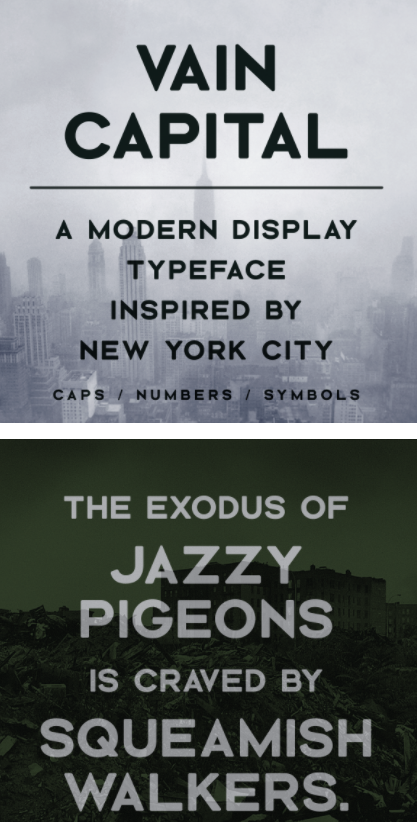 VAIN
CAPITAL
A MODERN DISPLAY
TYPEFACE
INSPIRED BY
NEW YORK CITY
CAPS / NUMBERS / SYMBOLS
THE EXODUS OF
JAZZY
PIGEONS
IS CRAVED BY
SQUEAMISH
WALKERS.